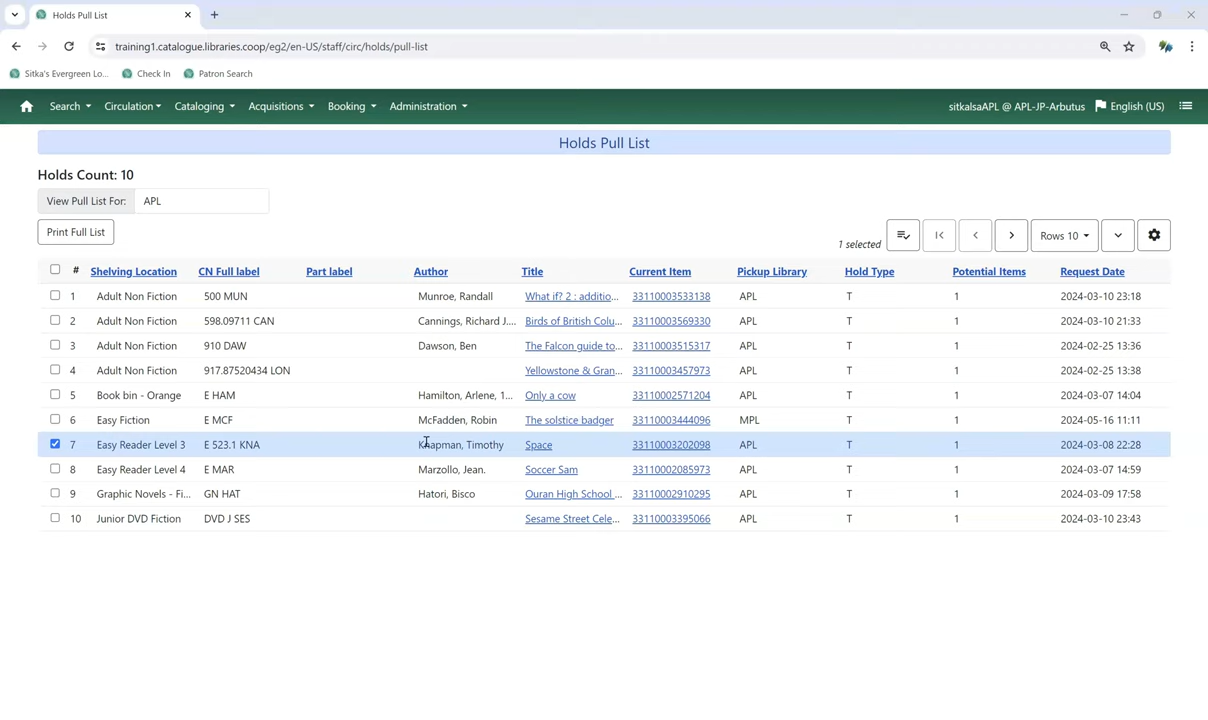 Holds Pull List
training1.catalogue.libraries.coop/eg2/en-US/staff/circ/holds/pull-list
Sitka's Evergreen Lo... Check In Patron Search
Search Circulation Cataloging Acquisitions Booking Administration sitkalsaAPL @ APL-JP-Arbutus English (US)
Holds Pull List
Holds Count: 10
View Pull List For: APL
Print Full List 1 selected Rows 10
# Shelving Location CN Full label Part label Author Title Current Item Pickup Library Hold Type Potential Items Request Date
1 Adult Non Fiction 500 MUN Munroe, Randall What if? 2 : additio... 33110003533138 APL T 1 2024-03-10 23:18
2 Adult Non Fiction 598.09711 CAN Cannings, Richard J.... Birds of British Colu... 33110003569330 APL T 1 2024-03-10 21:33
3 Adult Non Fiction 910 DAW Dawson, Ben The Falcon guide to... 33110003515317 APL T 1 2024-02-25 13:36
4 Adult Non Fiction 917.87520434 LON Yellowstone & Gran... 33110003457973 APL T 1 2024-02-25 13:38
5 Book bin - Orange E HAM Hamilton, Arlene, 1... Only a cow 33110002571204 APL T 1 2024-03-07 14:04
6 Easy Fiction E MCF McFadden, Robin The solstice badger 33110003444096 MPL T 1 2024-05-16 11:11
7 Easy Reader Level 3 E 523.1 KNA Knapman, Timothy Space 33110003202098 APL T 1 2024-03-08 22:28
8 Easy Reader Level 4 E MAR Marzollo, Jean. Soccer Sam 33110002085973 APL T 1 2024-03-07 14:59
9 Graphic Novels - Fi... GN HAT Hatori, Bisco Ouran High School ... 33110002910295 APL T 1 2024-03-09 17:58
10 Junior DVD Fiction DVD J SES Sesame Street Cele... 33110003395066 APL T 1 2024-03-10 23:43